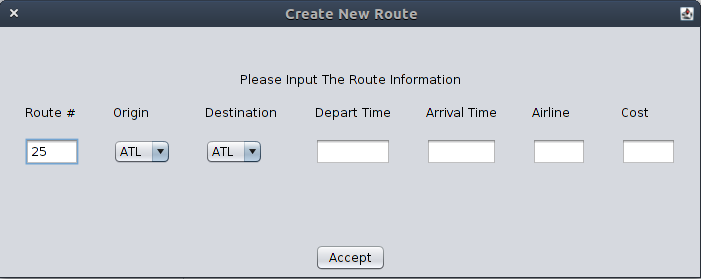 Create New Route
Please Input The Route Information
Route # Origin Destination Depart Time Arrival Time Airline Cost
25 ATL ATL
Accept